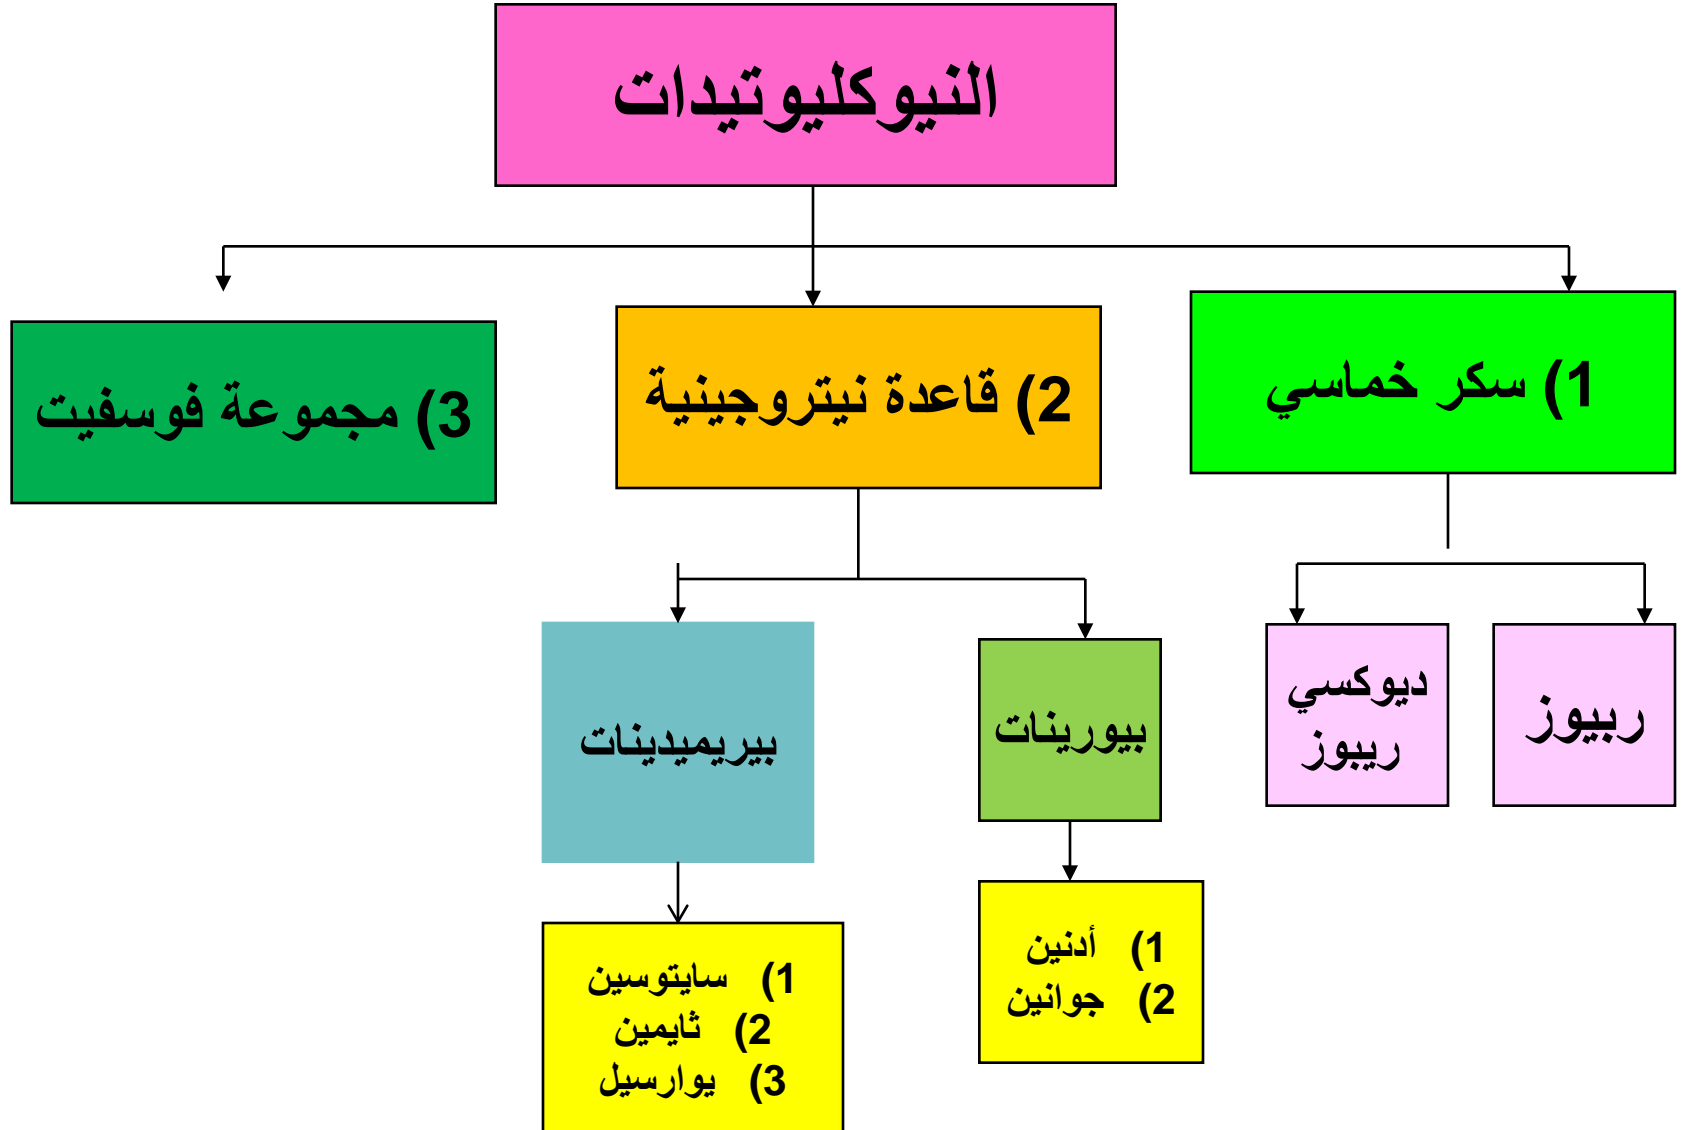 النيوكليوتيدات
1) سكر خماسي
2) قاعدة نيتروجينية
3) مجموعة فوسفيت
ربيوز
ديوكسي
ريبوز
بيورينات
بيريميدينات
1) أدنين
2) جوانين
1) سايتوسين
2) ثايمين
3) يوارسيل